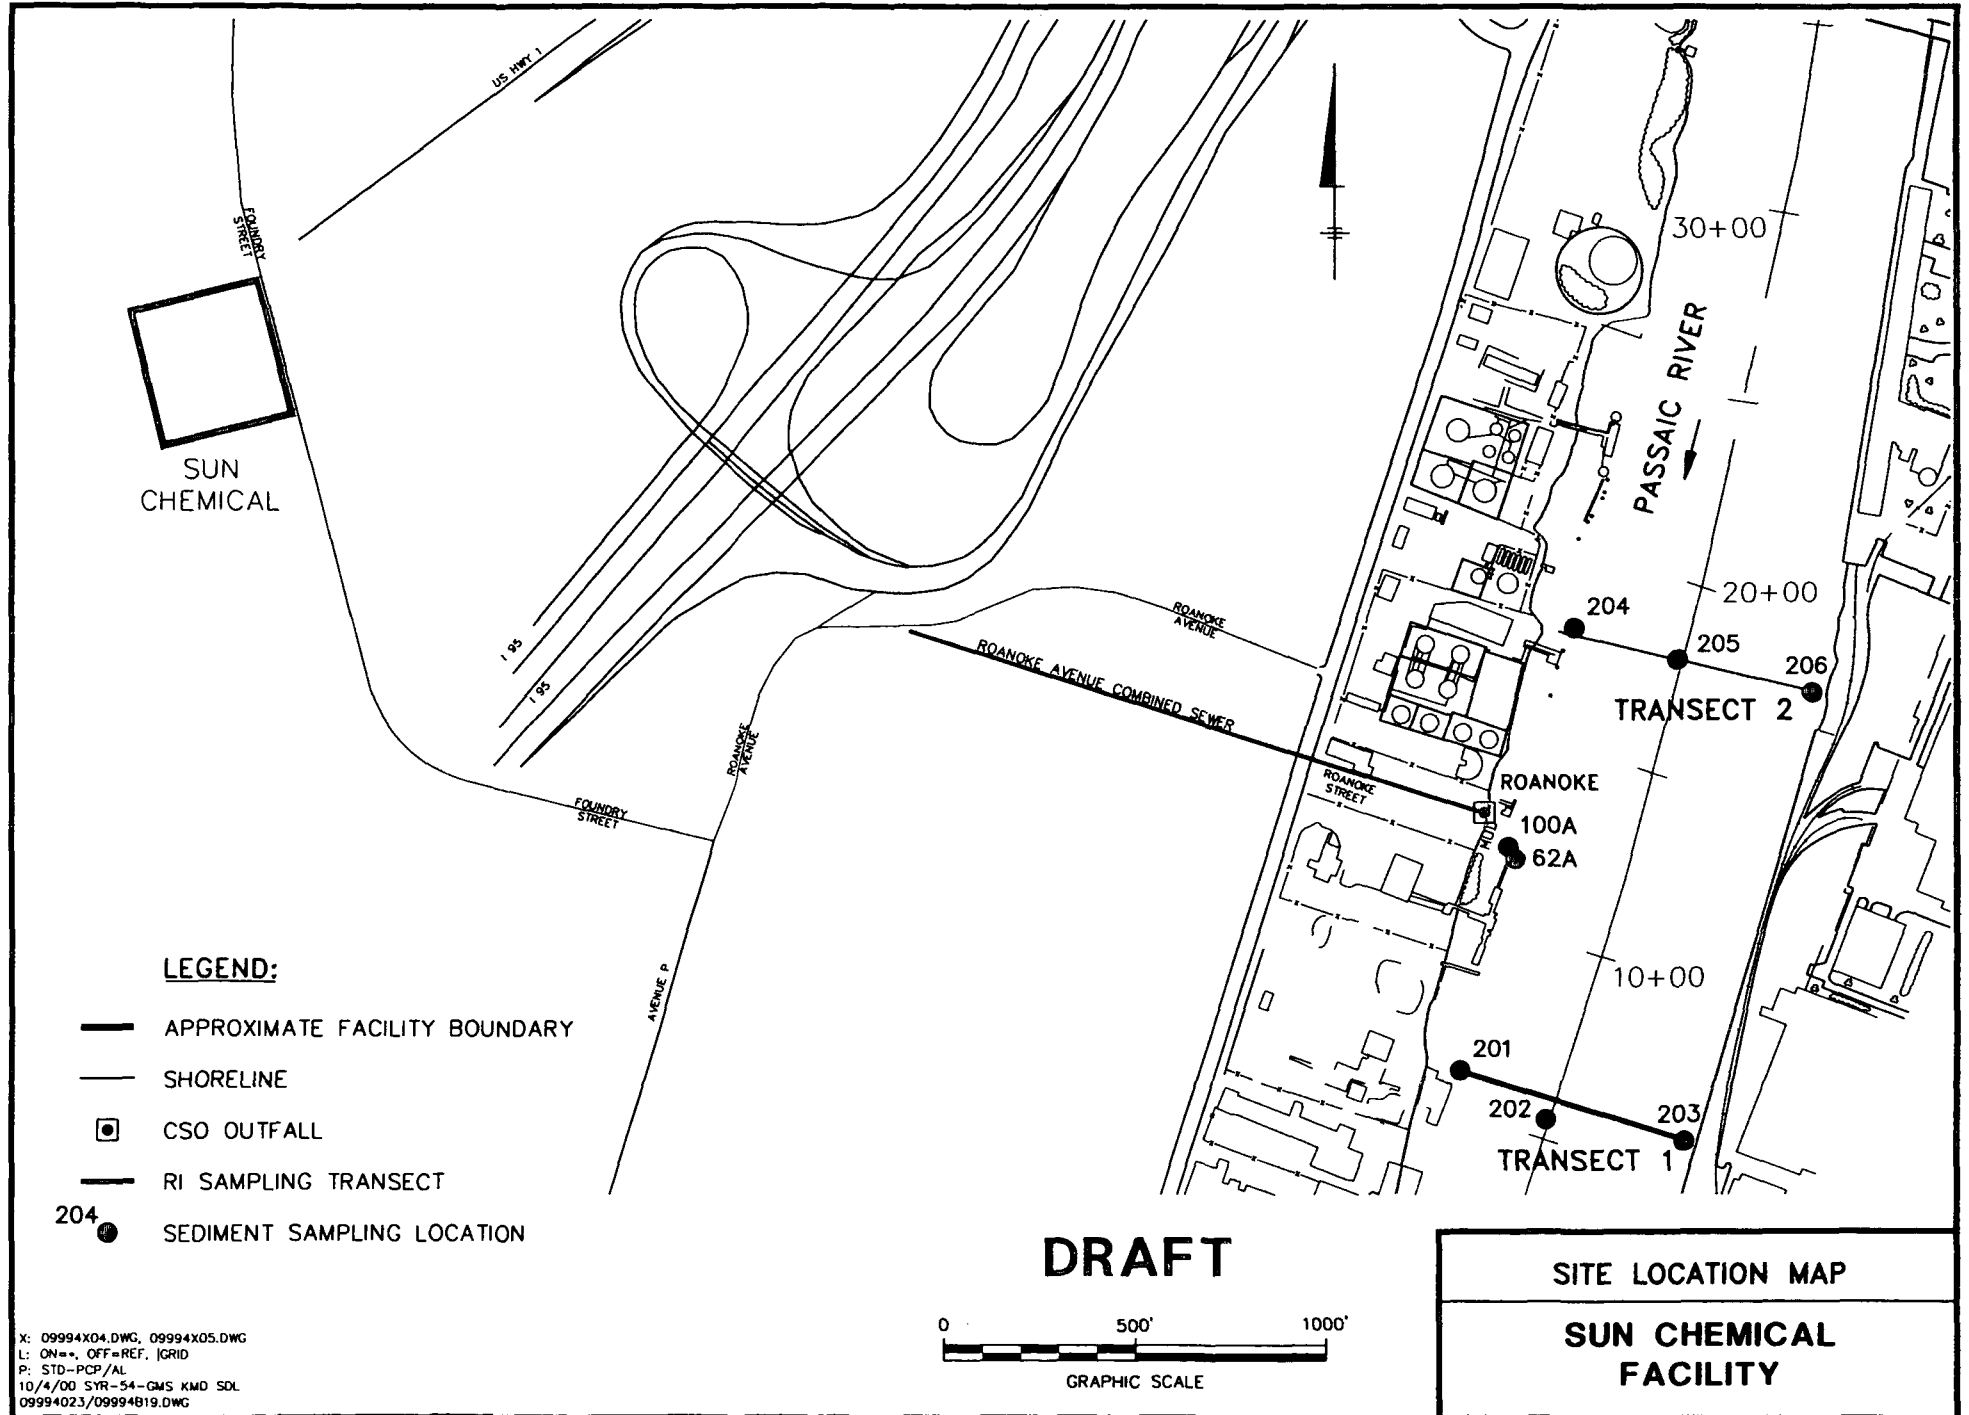 US HWY 1
FOUNDRY
STREET
30+00
PASSAIC RIVER
SUN
CHEMICAL
20+00
204
205
206
TRANSECT 2
ROANOKE
AVENUE
I 95
I 95
ROANOKE AVENUE COMBINED SEWER
ROANOKE
AVENUE
ROANOKE
STREET
ROANOKE
100A
62A
MUD
FOUNDRY
STREET
10+00
AVENUE P
201
202
203
TRANSECT 1
LEGEND:
APPROXIMATE FACILITY BOUNDARY
SHORELINE
CSO OUTFALL
RI SAMPLING TRANSECT
204
SEDIMENT SAMPLING LOCATION
DRAFT
0 500' 1000'
GRAPHIC SCALE
SITE LOCATION MAP
SUN CHEMICAL
FACILITY
X: 09994X04.DWG, 09994X05.DWG
L: ON=*, OFF=REF, |GRID
P: STD-PCP/AL
10/4/00 SYR-54-GMS KMD SDL
09994023/09994B19.DWG